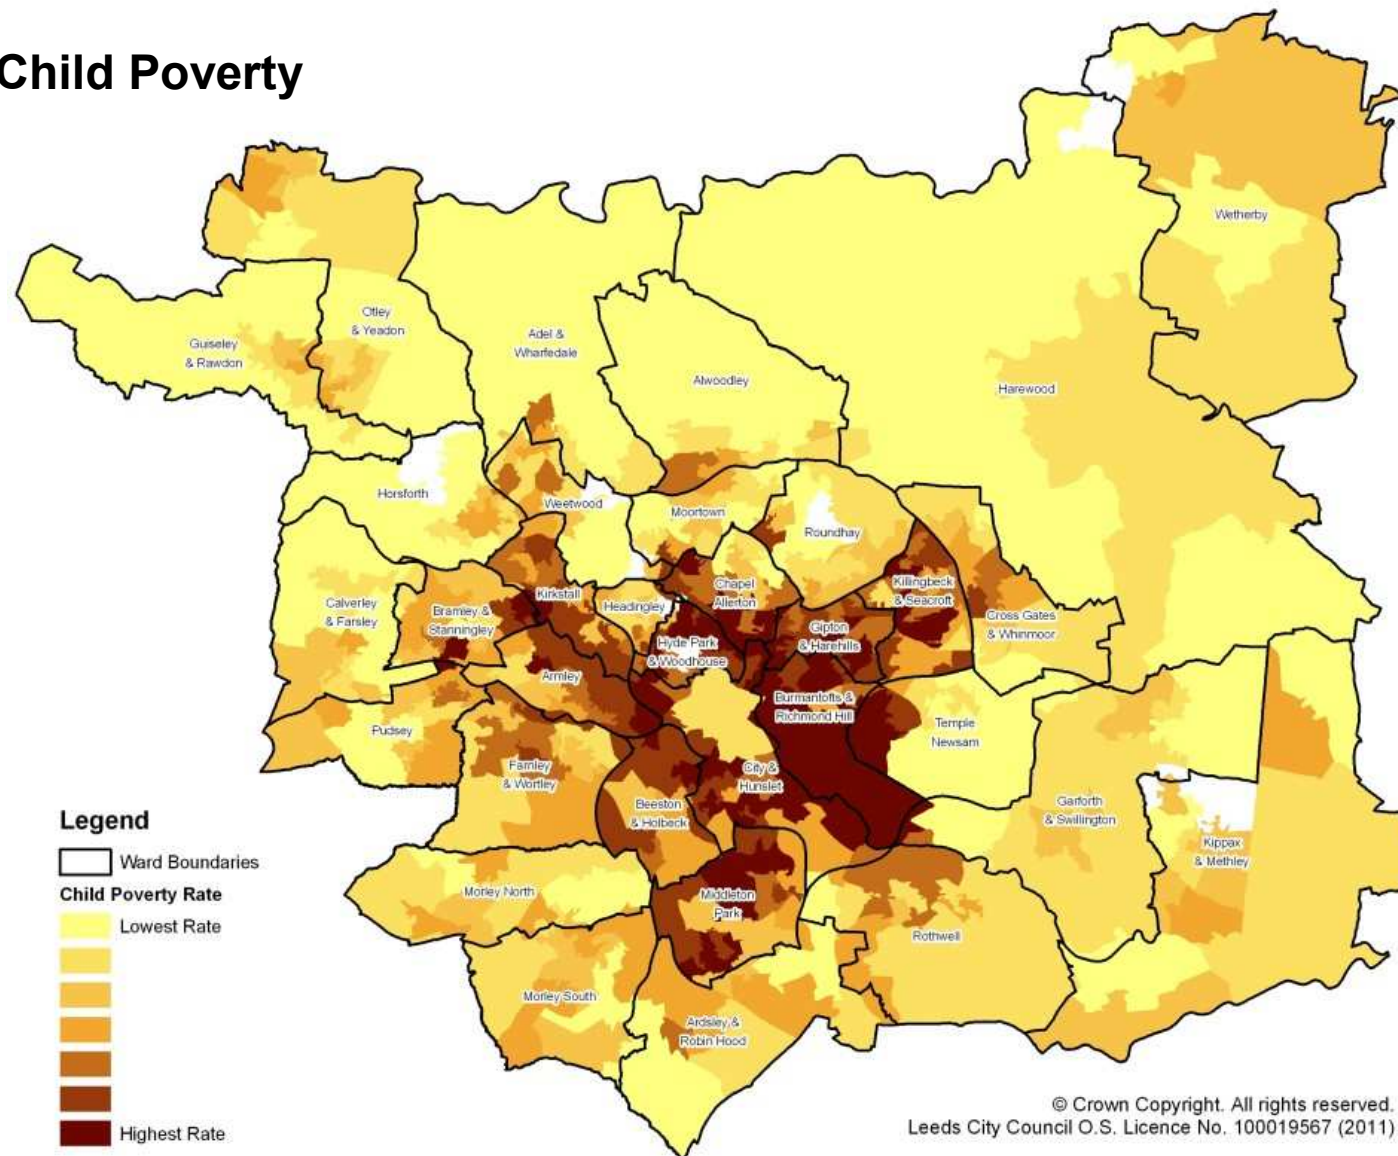 Child Poverty
Wetherby
Otley
& Yeadon
Guiseley
& Rawdon
Adel &
Wharfedale
Alwoodley
Harewood
Horsforth
Weetwood
Moortown
Roundhay
Calverley
& Farsley
Bramley &
Stanningley
Kirkstall
Headingley
Chapel
Allerton
Killingbeck
& Seacroft
Cross Gates
& Whinmoor
Hyde Park
& Woodhouse
Gipton
& Harehills
Armley
Burmantofts &
Richmond Hill
Temple
Newsam
Pudsey
Farnley
& Wortley
City &
Hunslet
Beeston
& Holbeck
Garforth
& Swillington
Kippax
& Methley
Morley North
Middleton
Park
Rothwell
Morley South
Ardsley &
Robin Hood
Legend
Ward Boundaries
Child Poverty Rate
Lowest Rate
Highest Rate
© Crown Copyright. All rights reserved.
Leeds City Council O.S. Licence No. 100019567 (2011)